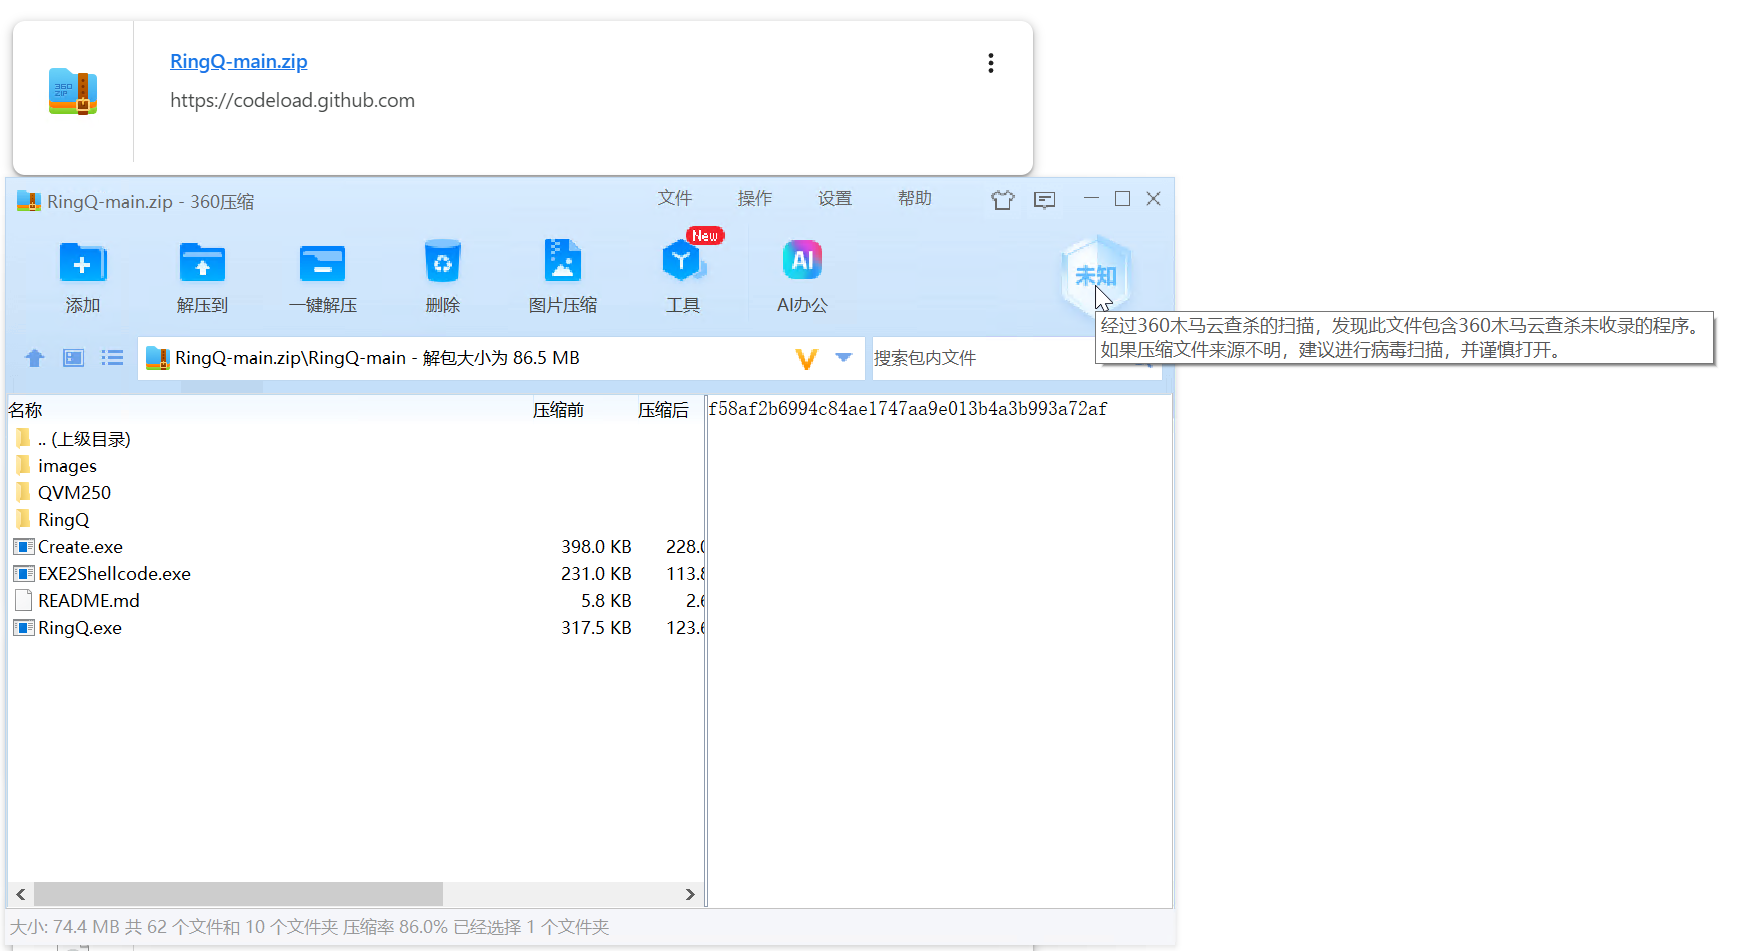 RingQ-main.zip
https://codeload.github.com
360
ZIP
RingQ-main.zip - 360压缩
文件 操作 设置 帮助
New
添加 解压到 一键解压 删除 图片压缩 工具 AI办公
AI
未知
经过360木马云查杀的扫描，发现此文件包含360木马云查杀未收录的程序。
如果压缩文件来源不明，建议进行病毒扫描，并谨慎打开。
RingQ-main.zip\RingQ-main - 解包大小为 86.5 MB
搜索包内文件
名称 压缩前 压缩后
f58af2b6994c84ae1747aa9e013b4a3b993a72af
.. (上级目录)
images
QVM250
RingQ
Create.exe 398.0 KB 228.0
EXE2Shellcode.exe 231.0 KB 113.8
README.md 5.8 KB 2.6
RingQ.exe 317.5 KB 123.6
大小: 74.4 MB 共 62 个文件和 10 个文件夹 压缩率 86.0% 已经选择 1 个文件夹